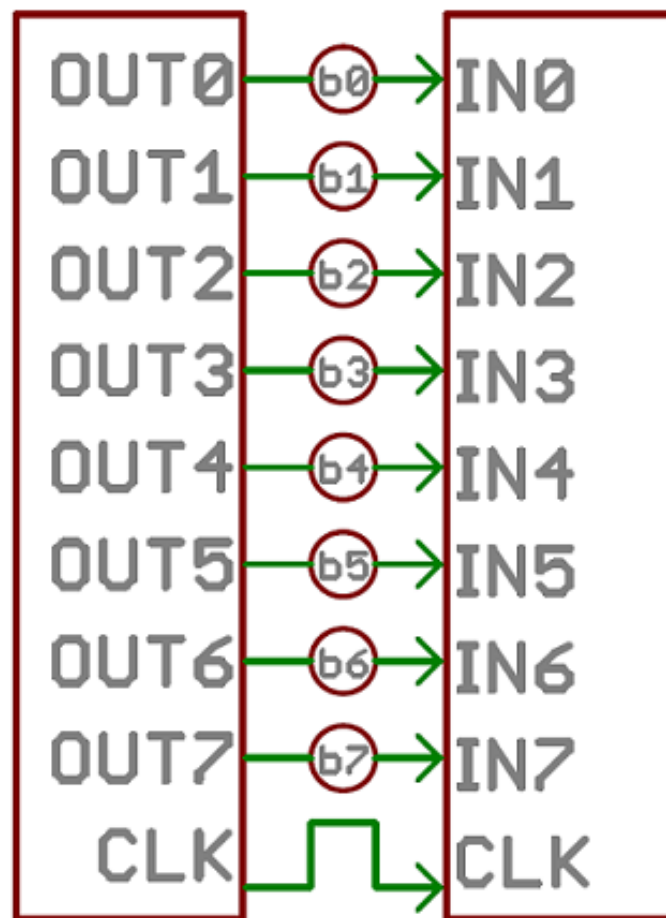 OUT0 b0 IN0
OUT1 b1 IN1
OUT2 b2 IN2
OUT3 b3 IN3
OUT4 b4 IN4
OUT5 b5 IN5
OUT6 b6 IN6
OUT7 b7 IN7
CLK CLK